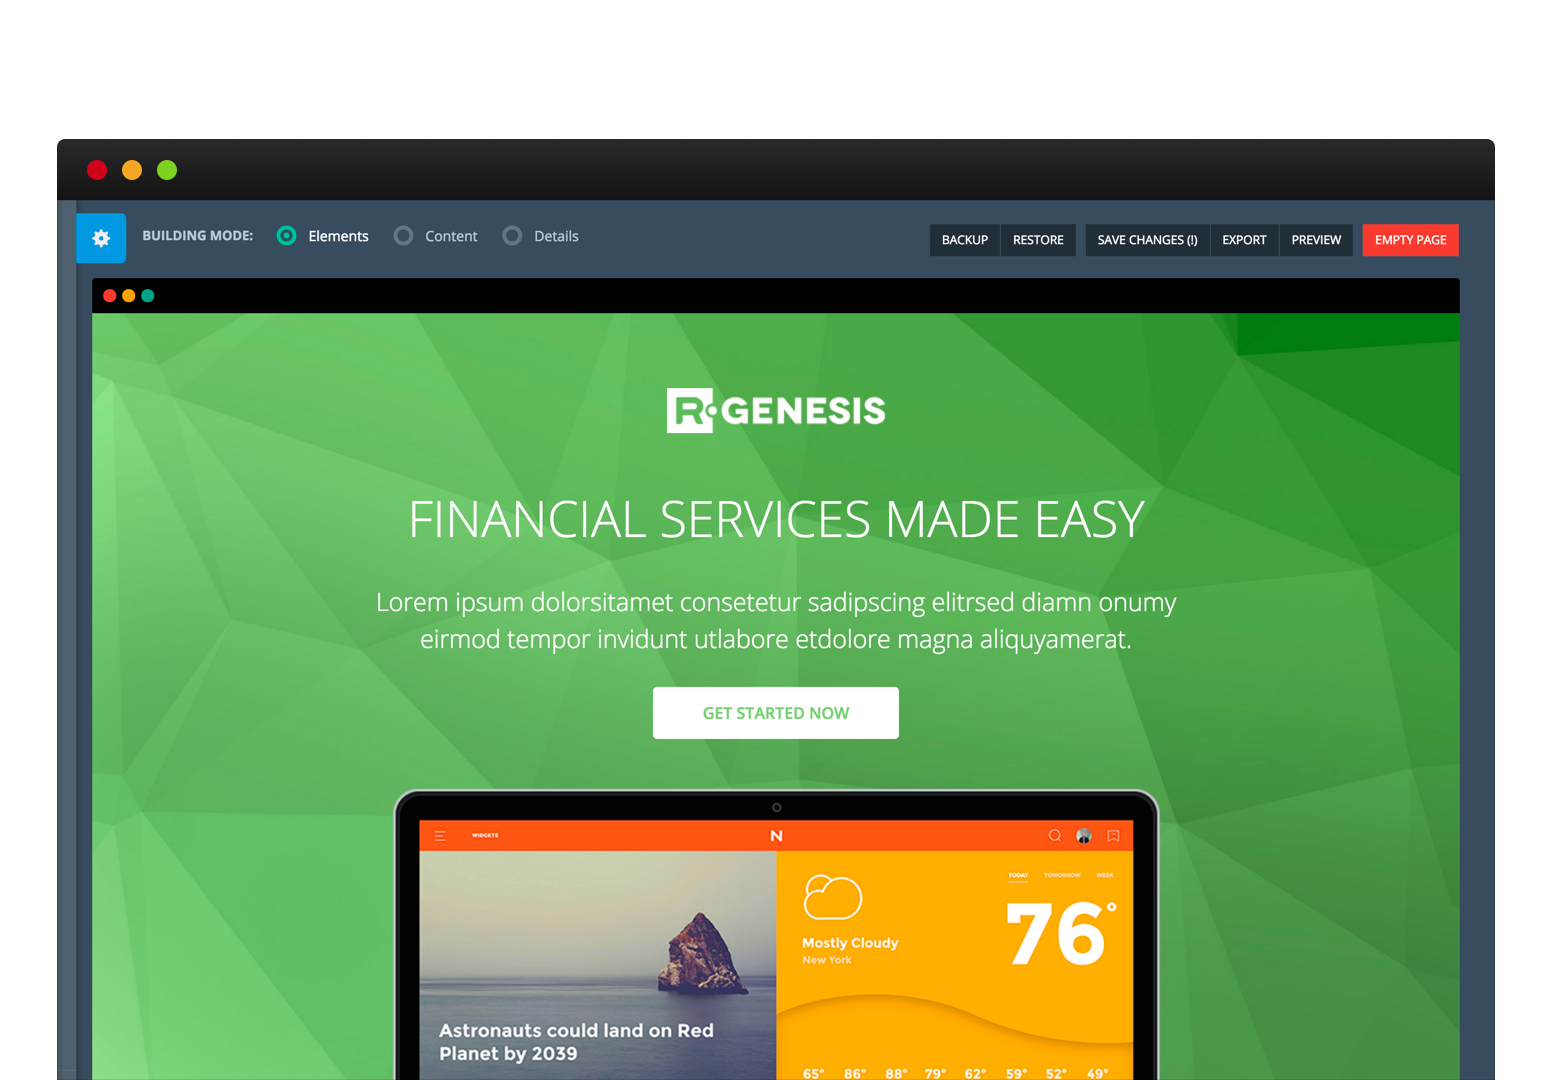 BUILDING MODE: Elements Content Details BACKUP RESTORE SAVE CHANGES (!) EXPORT PREVIEW EMPTY PAGE
R GENESIS
FINANCIAL SERVICES MADE EASY
Lorem ipsum dolorsitamet consetetur sadipscing elitrsed diamn onumy
eirmod tempor invidunt utlabore etdolore magna aliquyamerat.
GET STARTED NOW
WIDGETS N
TODAY TOMORROW WEEK
76°
Mostly Cloudy
New York
Astronauts could land on Red
Planet by 2039
65° 86° 88° 79° 62° 59° 52° 49°